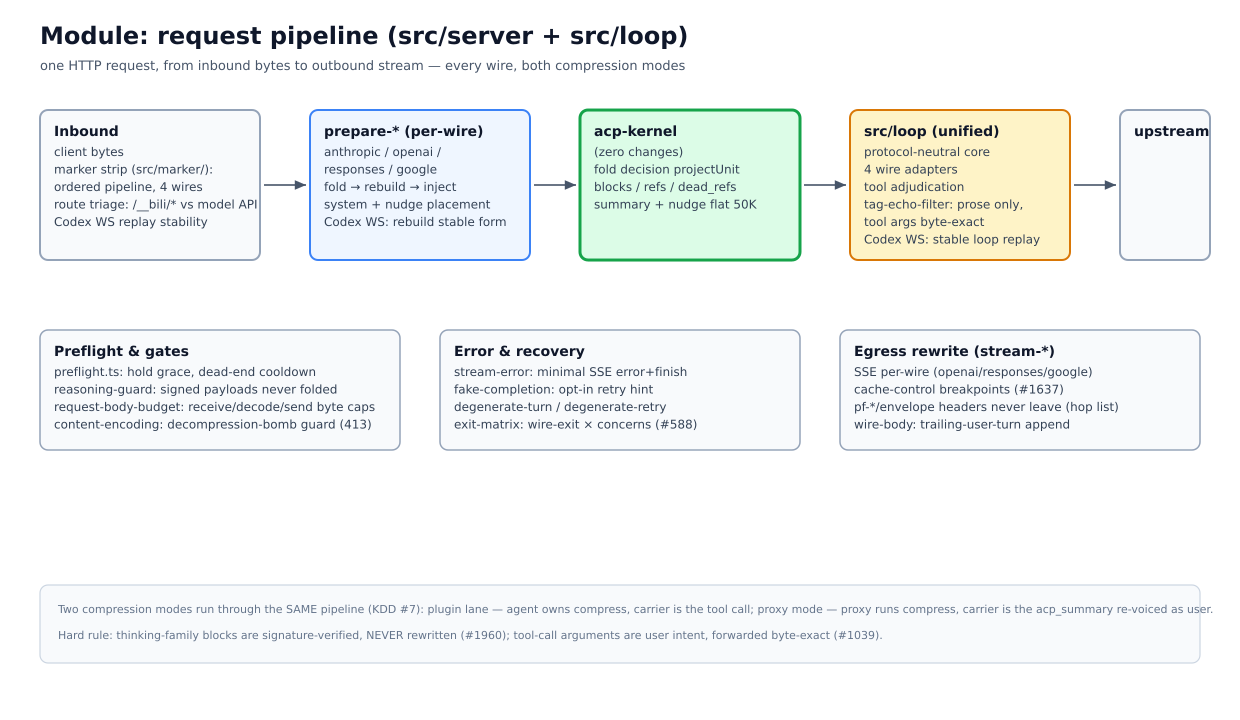 Module: request pipeline (src/server + src/loop)
one HTTP request, from inbound bytes to outbound stream — every wire, both compression modes
Inbound
client bytes
marker strip (src/marker/):
ordered pipeline, 4 wires
route triage: /__bili/* vs model API
Codex WS replay stability
prepare-* (per-wire)
anthropic / openai /
responses / google
fold → rebuild → inject
system + nudge placement
Codex WS: rebuild stable form
acp-kernel
(zero changes)
fold decision projectUnit
blocks / refs / dead_refs
summary + nudge flat 50K
src/loop (unified)
protocol-neutral core
4 wire adapters
tool adjudication
tag-echo-filter: prose only,
tool args byte-exact
Codex WS: stable loop replay
upstream
Preflight & gates
preflight.ts: hold grace, dead-end cooldown
reasoning-guard: signed payloads never folded
request-body-budget: receive/decode/send byte caps
content-encoding: decompression-bomb guard (413)
Error & recovery
stream-error: minimal SSE error+finish
fake-completion: opt-in retry hint
degenerate-turn / degenerate-retry
exit-matrix: wire-exit × concerns (#588)
Egress rewrite (stream-*)
SSE per-wire (openai/responses/google)
cache-control breakpoints (#1637)
pf-*/envelope headers never leave (hop list)
wire-body: trailing-user-turn append
Two compression modes run through the SAME pipeline (KDD #7): plugin lane — agent owns compress, carrier is the tool call; proxy mode — proxy runs compress, carrier is the acp_summary re-voiced as user.
Hard rule: thinking-family blocks are signature-verified, NEVER rewritten (#1960); tool-call arguments are user intent, forwarded byte-exact (#1039).